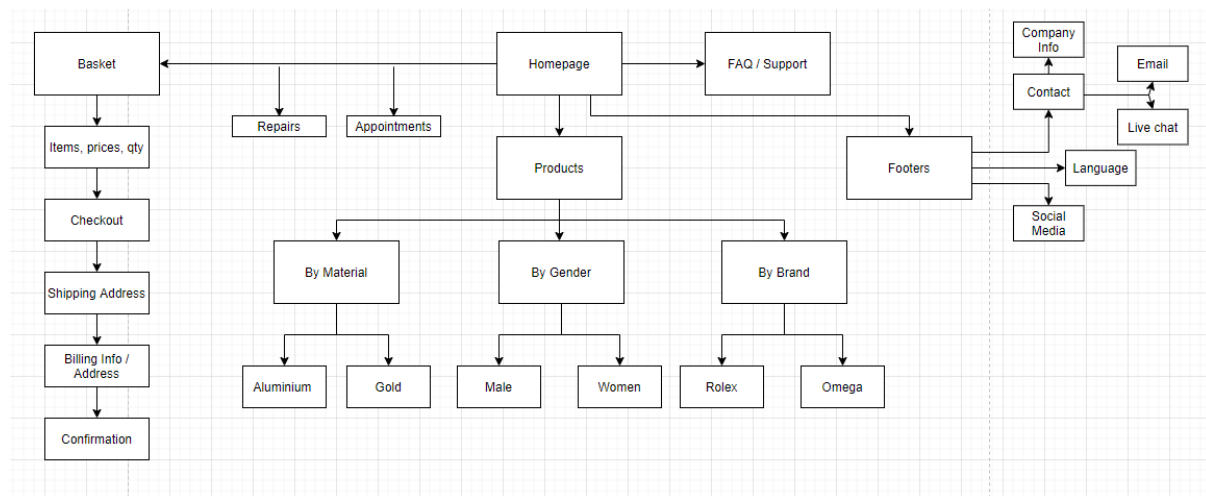 Basket
Homepage
FAQ / Support
Company
Info
Email
Contact
Live chat
Repairs
Appointments
Items, prices, qty
Products
Footers
Language
Checkout
Social
Media
By Material
By Gender
By Brand
Shipping Address
Billing Info /
Address
Aluminium
Gold
Male
Women
Rolex
Omega
Confirmation